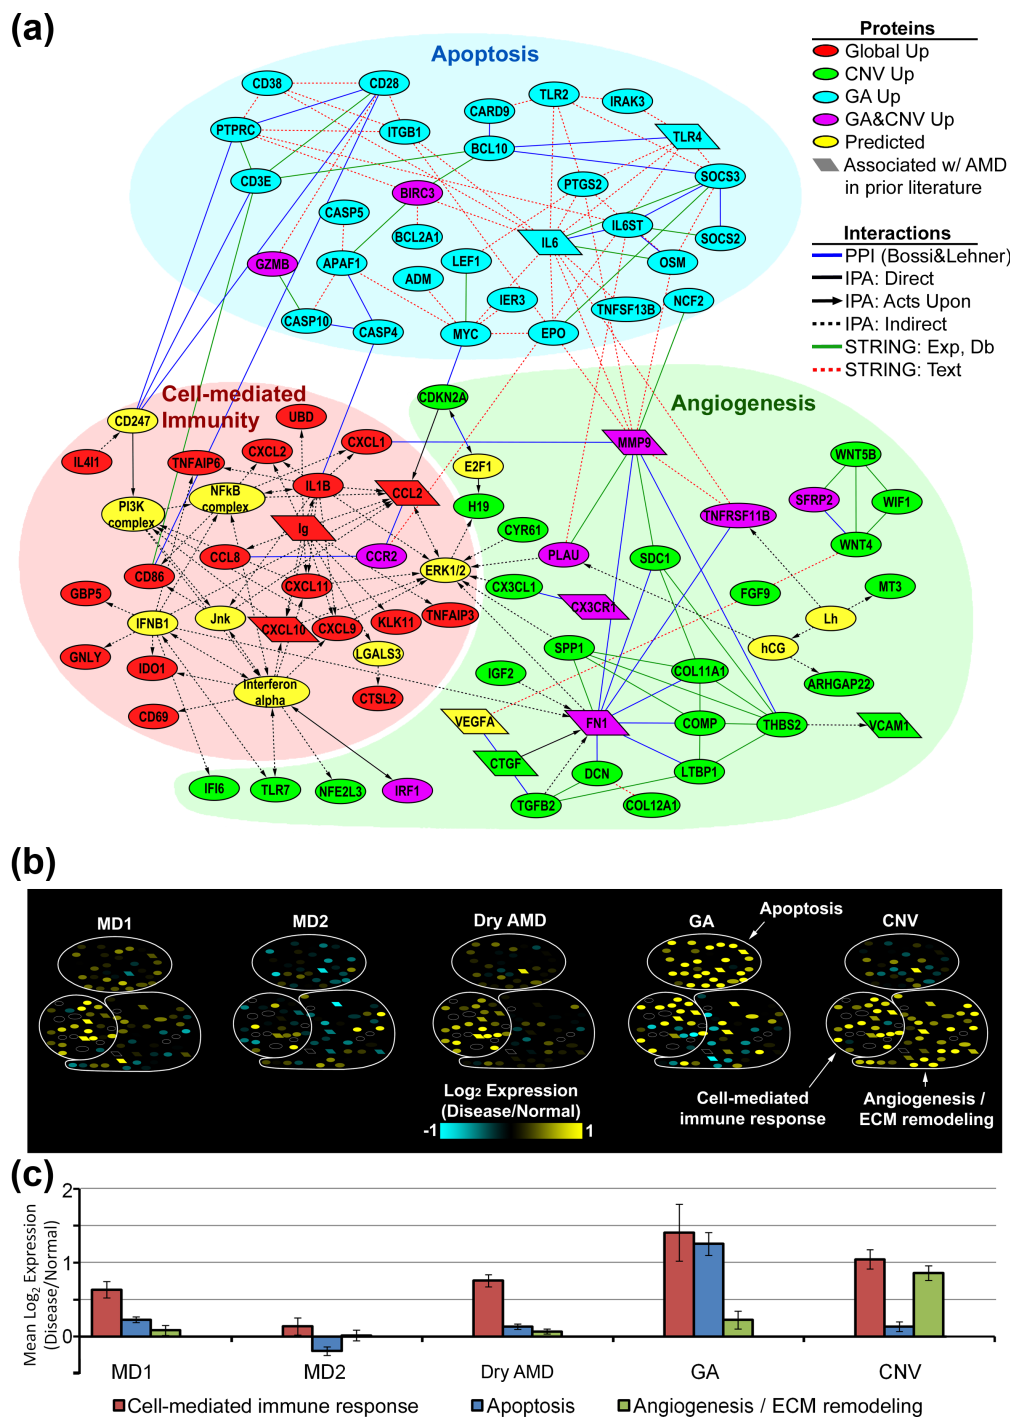 (a)
Apoptosis
Proteins
Global Up
CNV Up
GA Up
GA&CNV Up
Predicted
Associated w/ AMD
in prior literature
Interactions
PPI (Bossi&Lehner)
IPA: Direct
IPA: Acts Upon
IPA: Indirect
STRING: Exp, Db
STRING: Text
CD38
CD28
TLR2
IRAK3
CARD9
PTPRC
ITGB1
TLR4
BCL10
CD3E
BIRC3
PTGS2
SOCS3
CASP5
IL6ST
BCL2A1
IL6
SOCS2
GZMB
APAF1
LEF1
OSM
ADM
IER3
TNFSF13B
NCF2
CASP10
CASP4
MYC
EPO
Cell-mediated
Immunity
Angiogenesis
CDKN2A
CD247
UBD
CXCL1
MMP9
IL4I1
TNFAIP6
CXCL2
E2F1
WNT5B
PI3K
complex
NFkB
complex
IL1B
CCL2
H19
SFRP2
WIF1
Ig
CYR61
TNFRSF11B
WNT4
CCL8
CCR2
PLAU
SDC1
CD86
ERK1/2
GBP5
CXCL11
CX3CL1
FGF9
MT3
CX3CR1
IFNB1
Jnk
CXCL10
CXCL9
KLK11
TNFAIP3
Lh
GNLY
LGALS3
SPP1
hCG
IDO1
IGF2
COL11A1
ARHGAP22
Interferon
alpha
CTSL2
CD69
VEGFA
FN1
COMP
THBS2
VCAM1
CTGF
DCN
LTBP1
IFI6
TLR7
NFE2L3
IRF1
TGFB2
COL12A1
(b)
MD1
MD2
Dry AMD
GA
Apoptosis
CNV
Log2 Expression
(Disease/Normal)
-1
1
Cell-mediated
immune response
Angiogenesis /
ECM remodeling
(c)
Mean Log2 Expression
(Disease/Normal)
2
1
0
MD1
MD2
Dry AMD
GA
CNV
Cell-mediated immune response
Apoptosis
Angiogenesis / ECM remodeling